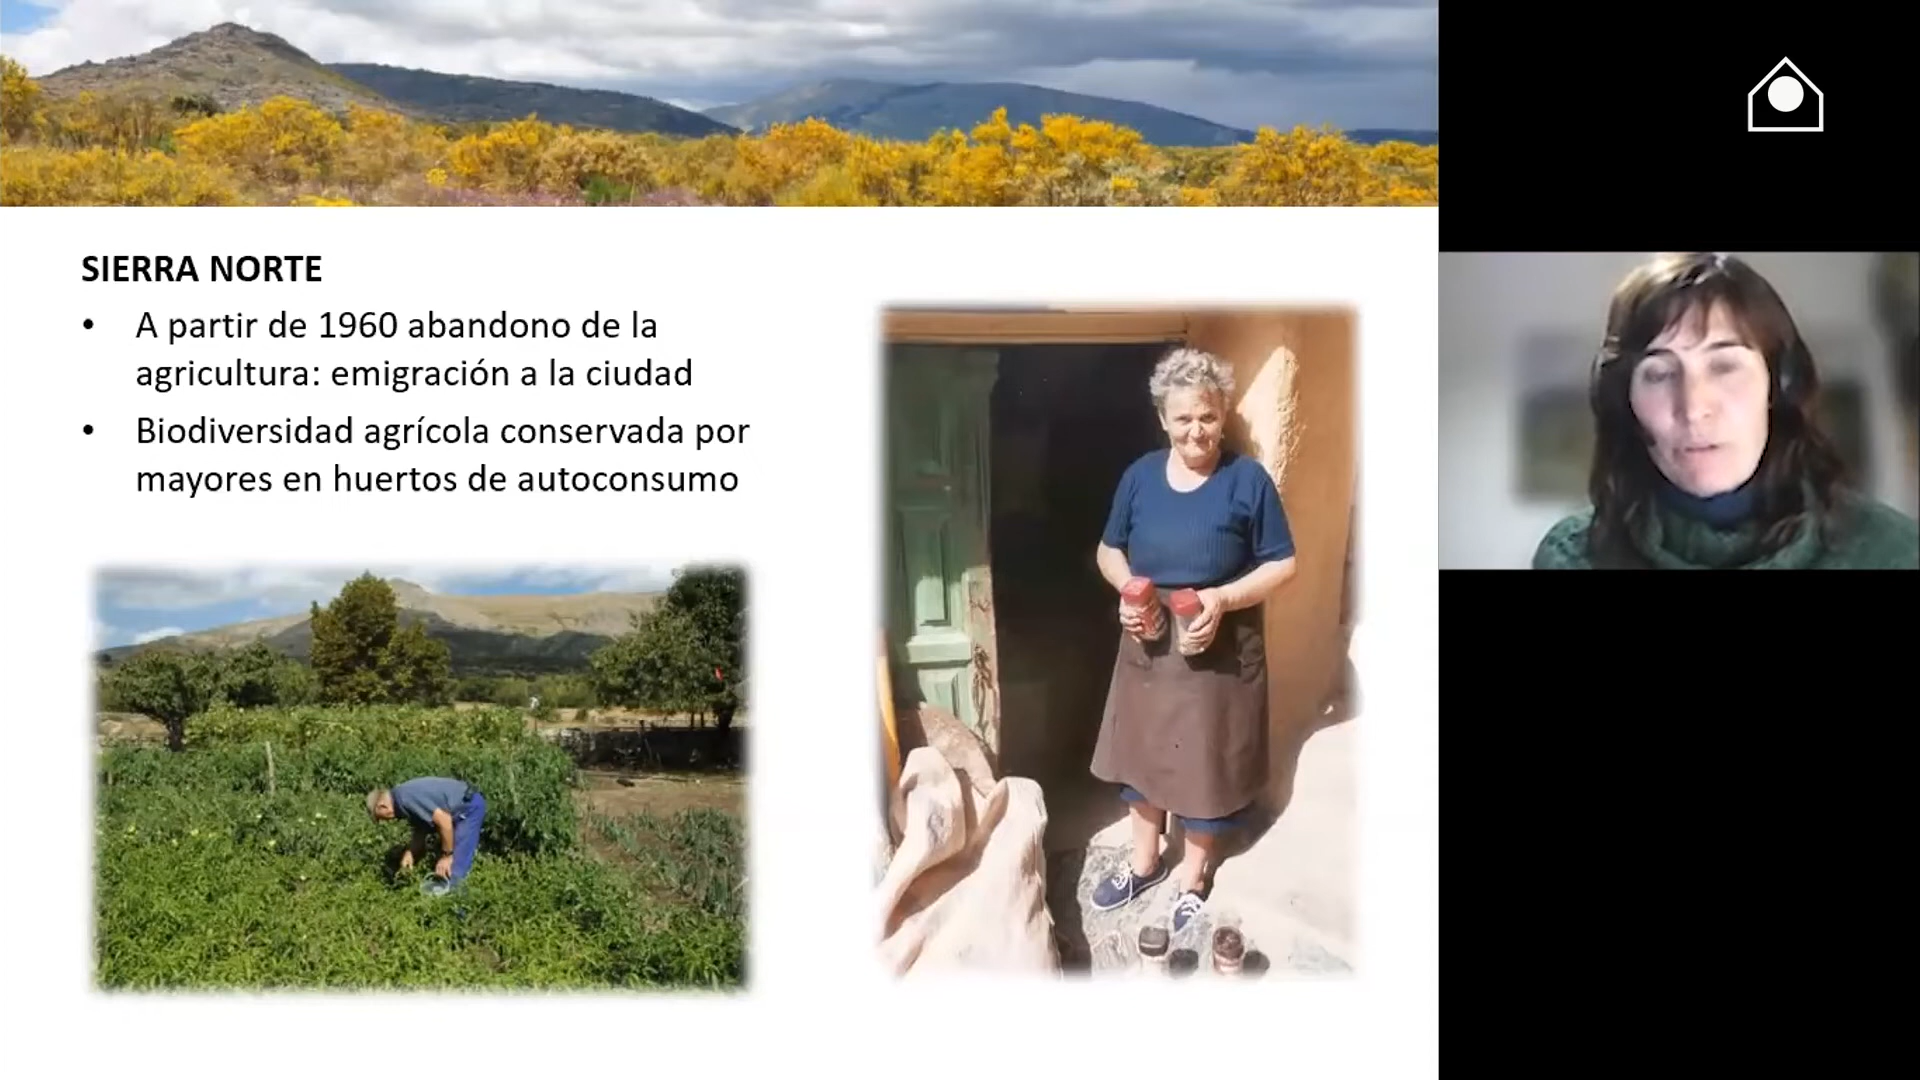 SIERRA NORTE
• A partir de 1960 abandono de la
agricultura: emigración a la ciudad
• Biodiversidad agrícola conservada por
mayores en huertos de autoconsumo